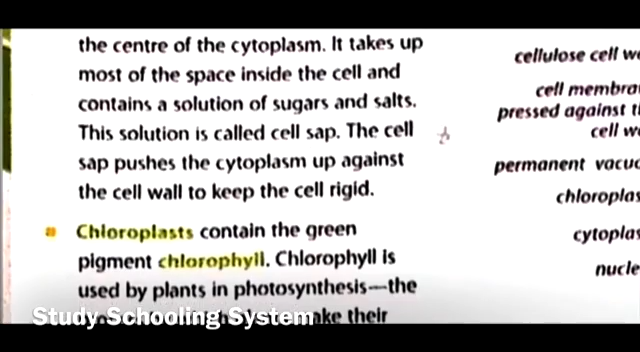 the centre of the cytoplasm. It takes up
most of the space inside the cell and
contains a solution of sugars and salts.
This solution is called cell sap. The cell
sap pushes the cytoplasm up against
the cell wall to keep the cell rigid.
Chloroplasts contain the green
pigment chlorophyll. Chlorophyll is
used by plants in photosynthesis—the
ake their
cellulose cell w
cell membra
pressed against t
cell w
permanent vacu
chloroplas
cytoplas
nucle
Study Schooling System